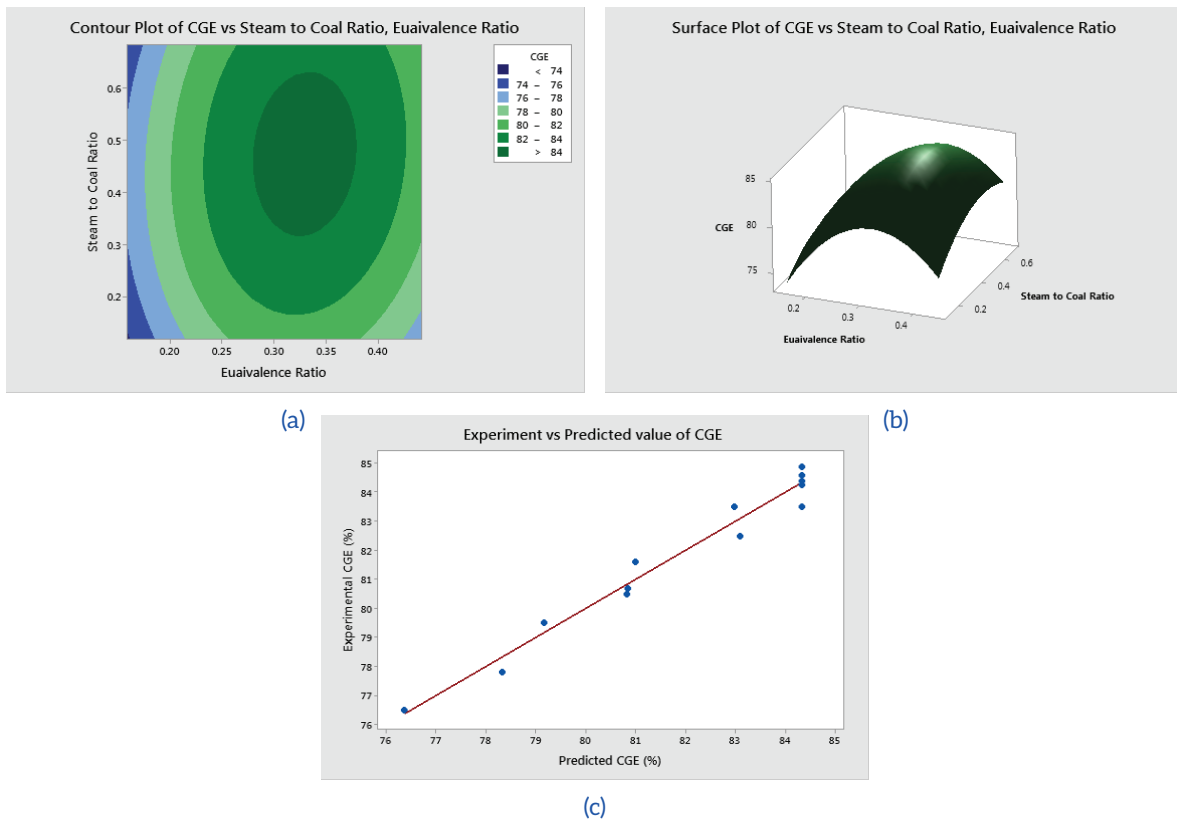 Contour Plot of CGE vs Steam to Coal Ratio, Euaivalence Ratio
Steam to Coal Ratio
0.6
0.5
0.4
0.3
0.2
0.20 0.25 0.30 0.35 0.40
Euaivalence Ratio
CGE
< 74
74 – 76
76 – 78
78 – 80
80 – 82
82 – 84
> 84
(a)
Surface Plot of CGE vs Steam to Coal Ratio, Euaivalence Ratio
85
80
75
CGE
0.2 0.3 0.4
Euaivalence Ratio
0.6
0.4
0.2
Steam to Coal Ratio
(b)
Experiment vs Predicted value of CGE
Experimental CGE (%)
85
84
83
82
81
80
79
78
77
76
76 77 78 79 80 81 82 83 84 85
Predicted CGE (%)
(c)